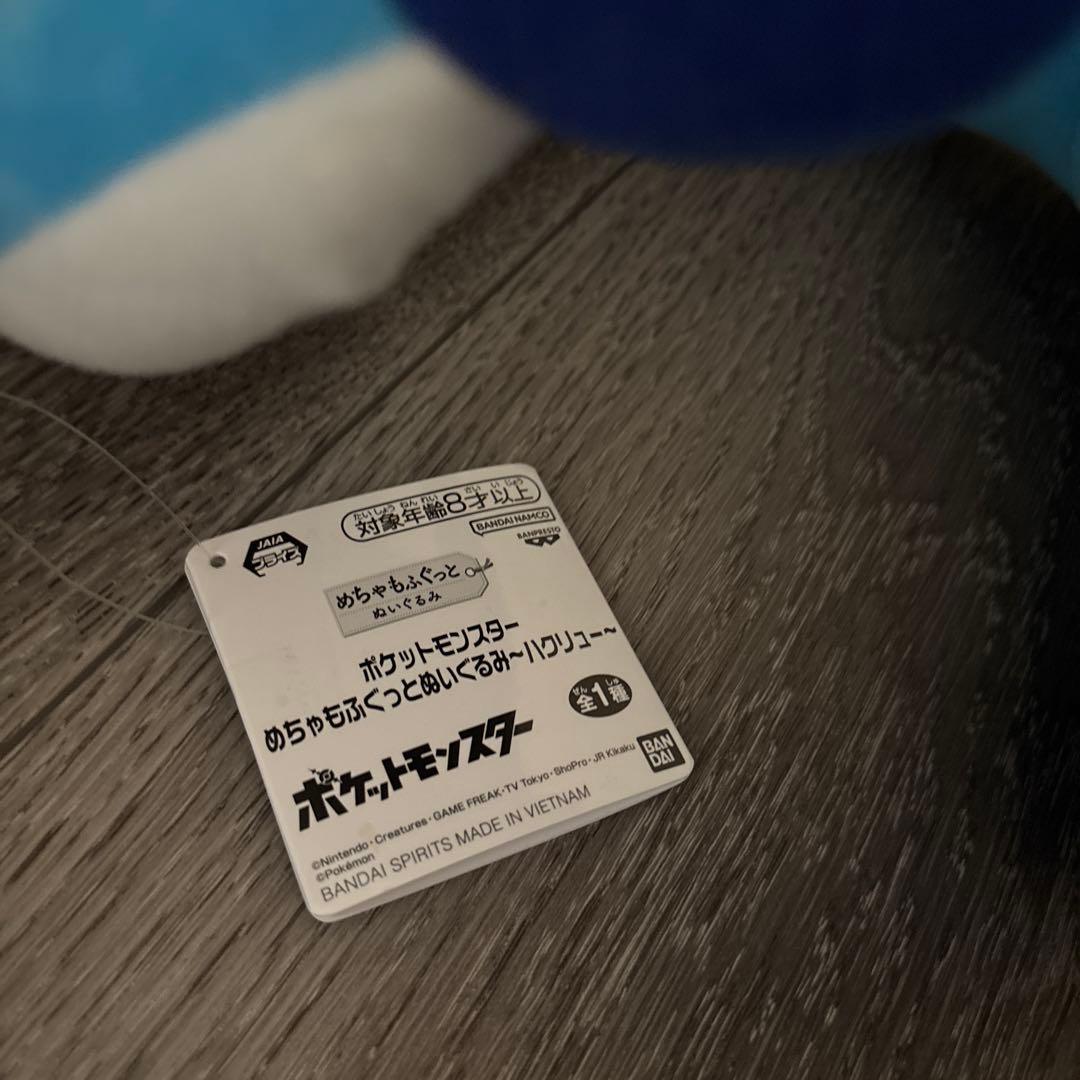 たいしょう ねん れい さい い じょう
対象年齢8才以上
JAIA
プライズ
BANDAI NAMCO
BANPRESTO
めちゃもふぐっと
ぬいぐるみ
ポケットモンスター
めちゃもふぐっとぬいぐるみ~ハクリュー~
ぜん しゅ
全1種
ポケットモンスター
BAN
DAI
©Nintendo・Creatures・GAME FREAK・TV Tokyo・ShoPro・JR Kikaku
©Pokémon
BANDAI SPIRITS MADE IN VIETNAM